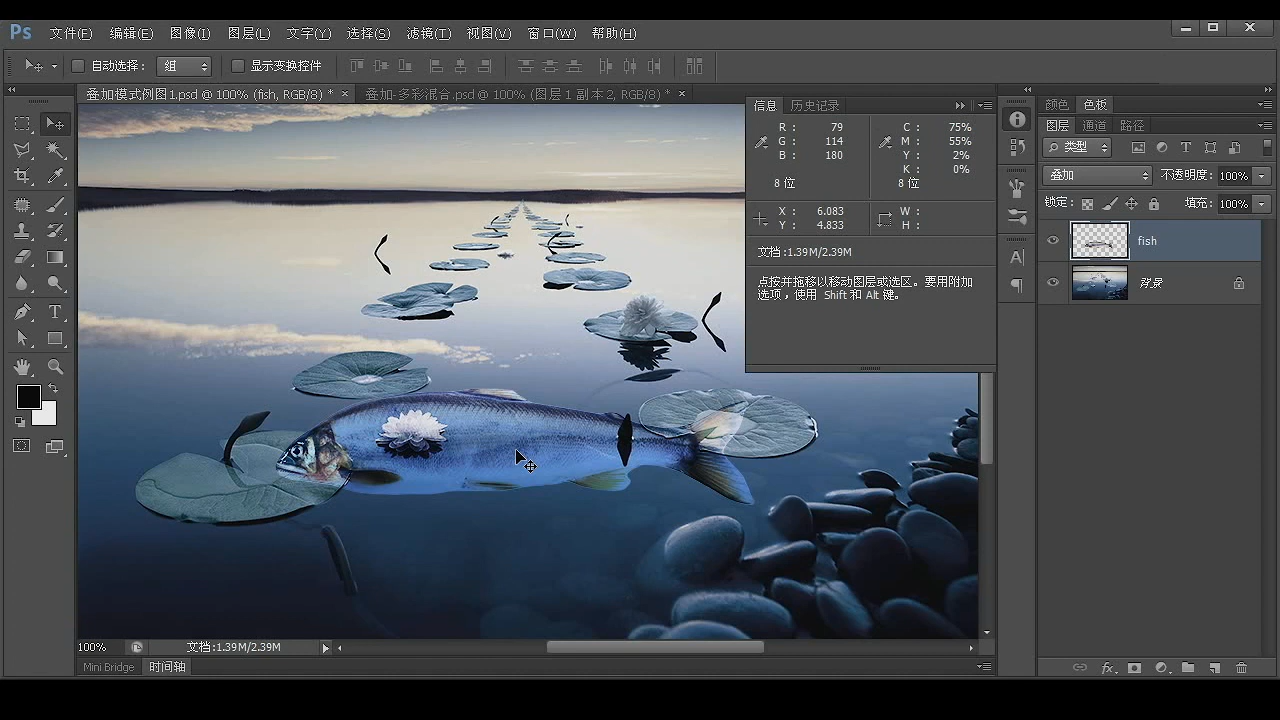 Ps 文件(F) 编辑(E) 图像(I) 图层(L) 文字(Y) 选择(S) 滤镜(T) 视图(V) 窗口(W) 帮助(H)
自动选择： 组 显示变换控件
叠加模式例图1.psd @ 100% (fish, RGB/8) * × 叠加-多彩混合.psd @ 100% (图层 1 副本 2, RGB/8) * ×
信息 历史记录
R : 79 C : 75%
G : 114 M : 55%
B : 180 Y : 2%
K : 0%
8 位 8 位
X : 6.083 W :
Y : 4.833 H :
文档:1.39M/2.39M
点按并拖移以移动图层或选区。要用附加
选项，使用 Shift 和 Alt 键。
颜色 色板
图层 通道 路径
类型
叠加 不透明度: 100%
锁定: 填充: 100%
fish
背景
100% 文档:1.39M/2.39M
Mini Bridge 时间轴